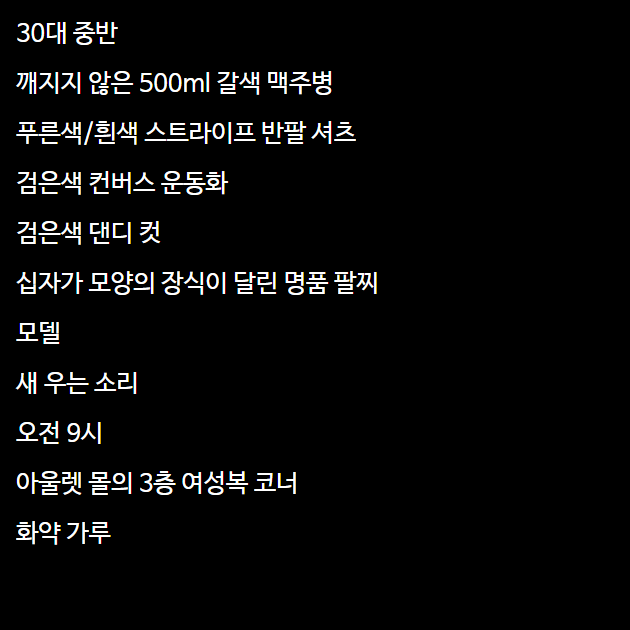 30대 중반
깨지지 않은 500ml 갈색 맥주병
푸른색/흰색 스트라이프 반팔 셔츠
검은색 컨버스 운동화
검은색 댄디 컷
십자가 모양의 장식이 달린 명품 팔찌
모델
새 우는 소리
오전 9시
아울렛 몰의 3층 여성복 코너
화약 가루